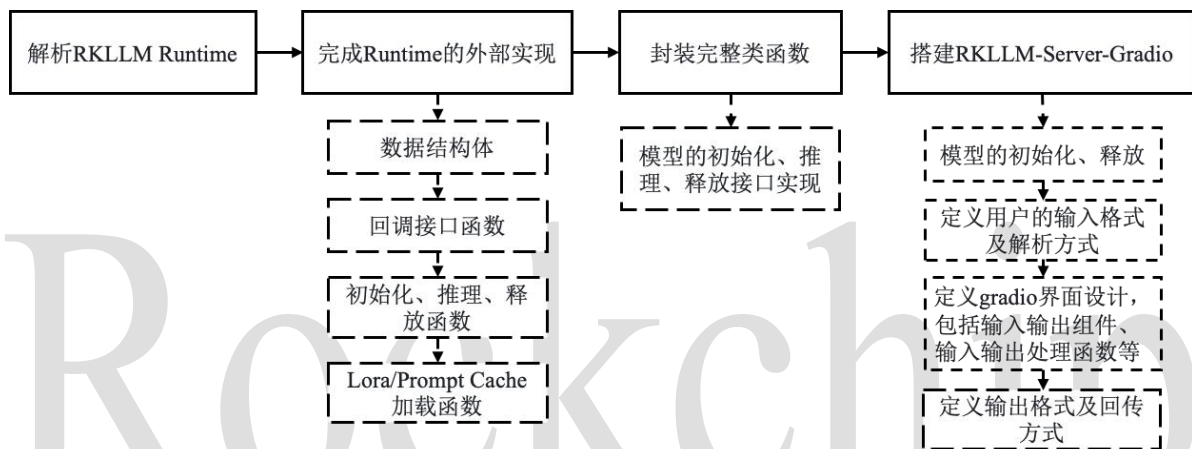 解析RKLLM Runtime
完成Runtime的外部实现
封装完整类函数
搭建RKLLM-Server-Gradio
数据结构体
回调接口函数
初始化、推理、释
放函数
Lora/Prompt Cache
加载函数
模型的初始化、推
理、释放接口实现
模型的初始化、释放
定义用户的输入格式
及解析方式
定义gradio界面设计，
包括输入输出组件、
输入输出处理函数等
定义输出格式及回传
方式
Rockchip